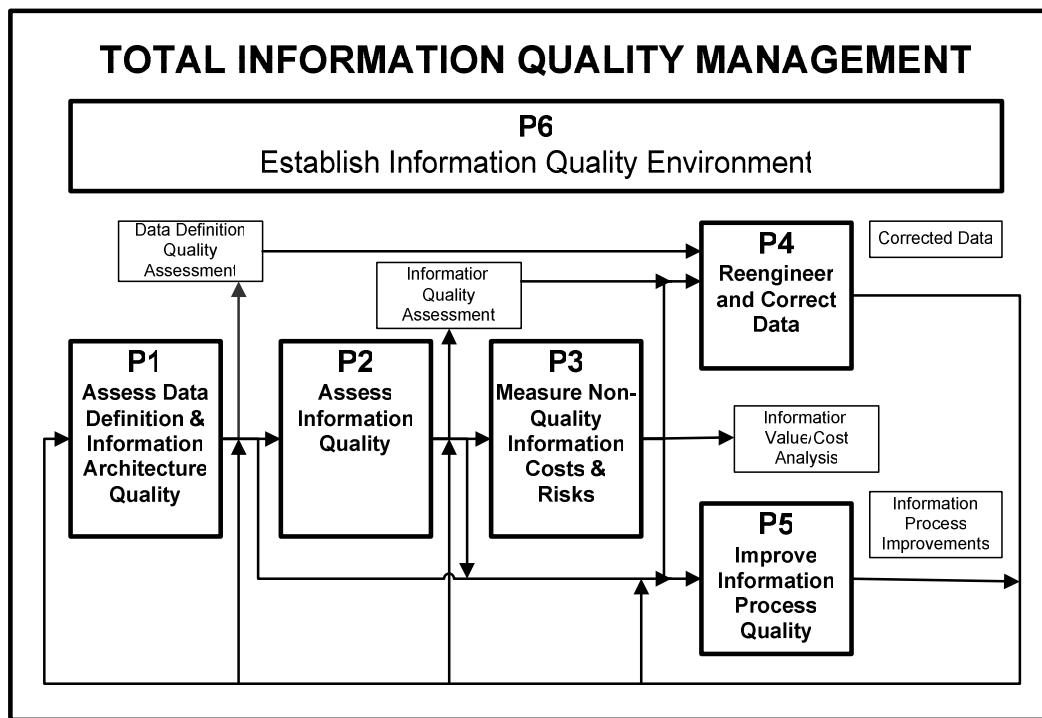 TOTAL INFORMATION QUALITY MANAGEMENT
P6
Establish Information Quality Environment
Data Definition
Quality
Assessment
Informatior
Quality
Assessment
P4
Reengineer
and Correct
Data
Corrected Data
P1
Assess Data
Definition &
Information
Architecture
Quality
P2
Assess
Information
Quality
P3
Measure Non-
Quality
Information
Costs &
Risks
Informatior
Value/Cost
Analysis
P5
Improve
Information
Process
Quality
Information
Process
Improvements